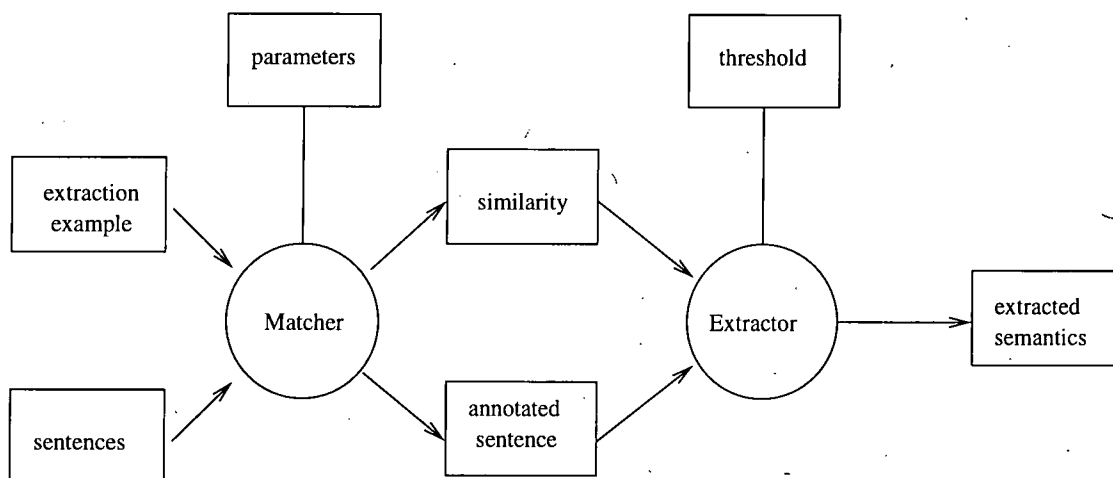 parameters
threshold
extraction
example
similarity
Matcher
Extractor
extracted
semantics
sentences
annotated
sentence